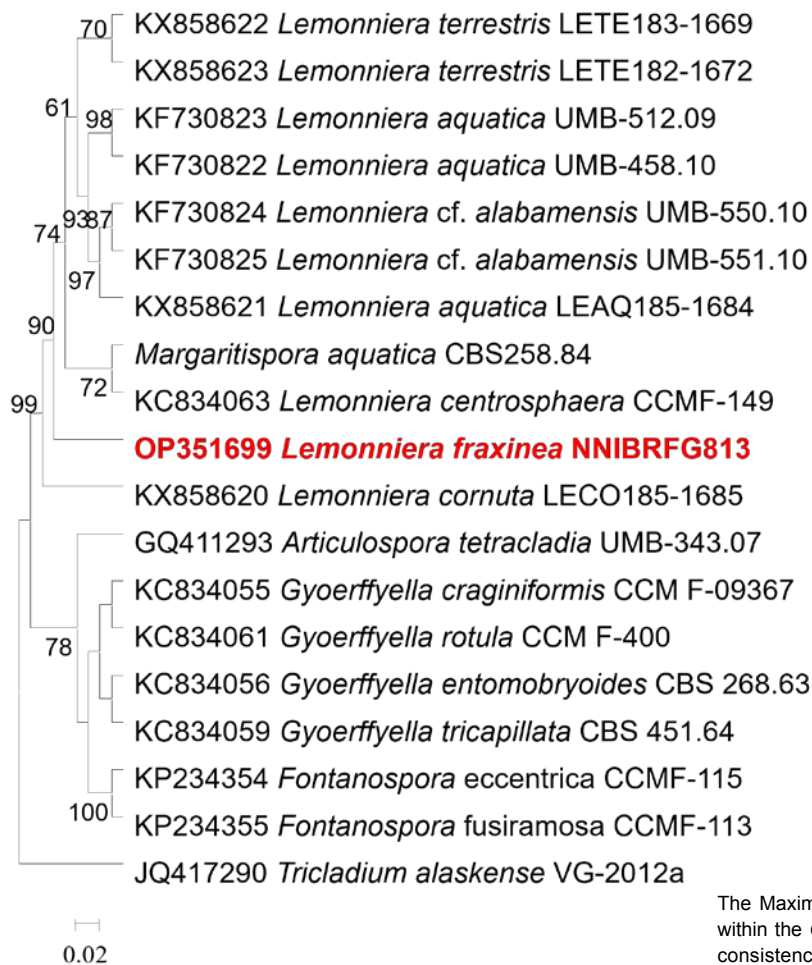 70
KX858622 Lemonniera terrestris LETE183-1669
KX858623 Lemonniera terrestris LETE182-1672
61
98
KF730823 Lemonniera aquatica UMB-512.09
KF730822 Lemonniera aquatica UMB-458.10
93
87
KF730824 Lemonniera cf. alabamensis UMB-550.10
74
KF730825 Lemonniera cf. alabamensis UMB-551.10
97
KX858621 Lemonniera aquatica LEAQ185-1684
90
Margaritispora aquatica CBS258.84
72
KC834063 Lemonniera centrosphaera CCMF-149
99
OP351699 Lemonniera fraxinea NNIBRFG813
KX858620 Lemonniera cornuta LECO185-1685
GQ411293 Articulospora tetracladia UMB-343.07
KC834055 Gyoerffyella craginiformis CCM F-09367
78
KC834061 Gyoerffyella rotula CCM F-400
KC834056 Gyoerffyella entomobryoides CBS 268.63
KC834059 Gyoerffyella tricapillata CBS 451.64
KP234354 Fontanospora eccentrica CCMF-115
100
KP234355 Fontanospora fusiramosa CCMF-113
JQ417290 Tricladium alaskense VG-2012a
0.02
The Maxim
within the
consistenc